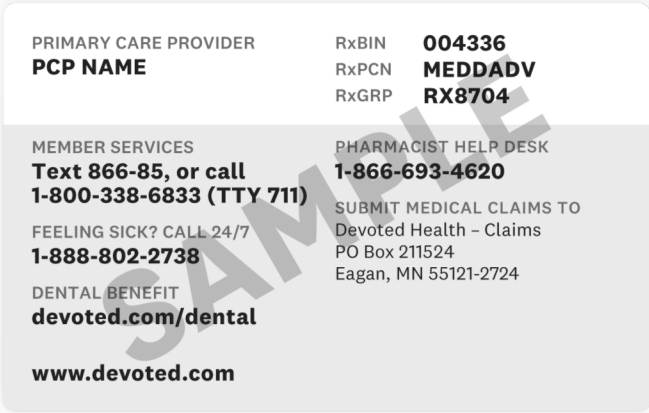 PRIMARY CARE PROVIDER
PCP NAME
RxBIN 004336
RxPCN MEDDADV
RxGRP RX8704
MEMBER SERVICES
Text 866-85, or call
1-800-338-6833 (TTY 711)
FEELING SICK? CALL 24/7
1-888-802-2738
DENTAL BENEFIT
devoted.com/dental
www.devoted.com
PHARMACIST HELP DESK
1-866-693-4620
SUBMIT MEDICAL CLAIMS TO
Devoted Health – Claims
PO Box 211524
Eagan, MN 55121-2724
SAMPLE